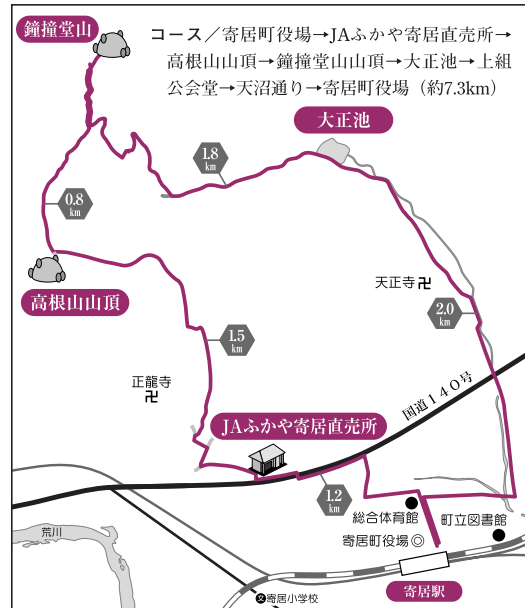 コース／寄居町役場→JAふかや寄居直売所→
高根山山頂→鐘撞堂山山頂→大正池→上組
公会堂→天沼通り→寄居町役場（約7.3km）
鐘撞堂山
大正池
1.8
km
0.8
km
高根山山頂
天正寺卍
2.0
km
1.5
km
正龍寺
卍
国道140号
JAふかや寄居直売所
1.2
km
総合体育館
町立図書館
寄居町役場◎
荒川
寄居駅
文寄居小学校